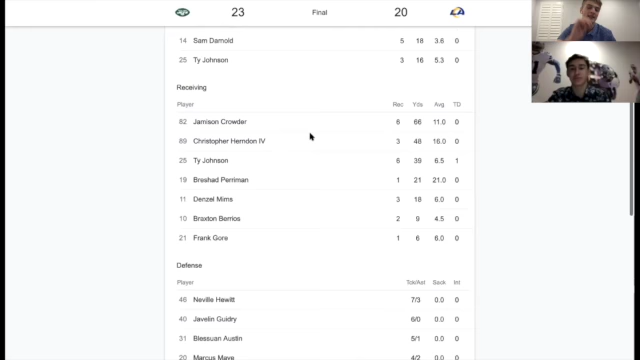 23 Final 20
14 Sam Darnold 5 18 3.6 0
25 Ty Johnson 3 16 5.3 0
Receiving
Player Rec Yds Avg TD
82 Jamison Crowder 6 66 11.0 0
89 Christopher Herndon IV 3 48 16.0 0
25 Ty Johnson 6 39 6.5 1
19 Breshad Perriman 1 21 21.0 0
11 Denzel Mims 3 18 6.0 0
10 Braxton Berrios 2 9 4.5 0
21 Frank Gore 1 6 6.0 0
Defense
Player Tck/Ast Sack Int
46 Neville Hewitt 7/3 0.0 0
40 Javelin Guidry 6/0 0.0 0
31 Blessuan Austin 5/1 0.0 0
20 Marcus Maye 4/2 0.0 0